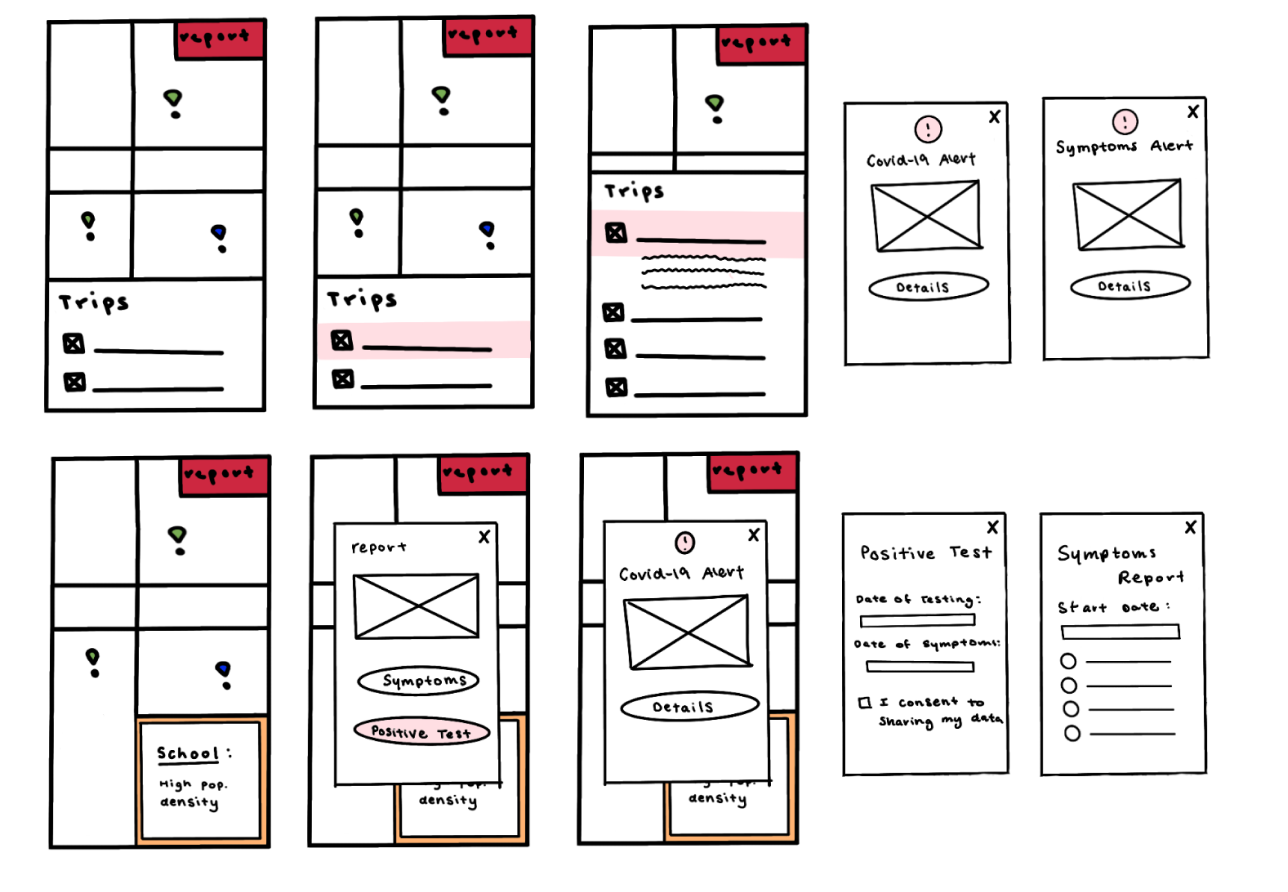 report
Trips
report
Trips
report
Trips
X
!
Covid-19 Alert
Details
X
!
Symptoms Alert
Details
report
School:
High pop.
density
report
X
report
Symptoms
Positive Test
density
report
X
!
Covid-19 Alert
Details
density
X
Positive Test
Date of Testing:
Date of Symptoms:
I consent to
sharing my data
X
Symptoms
Report
Start Date: